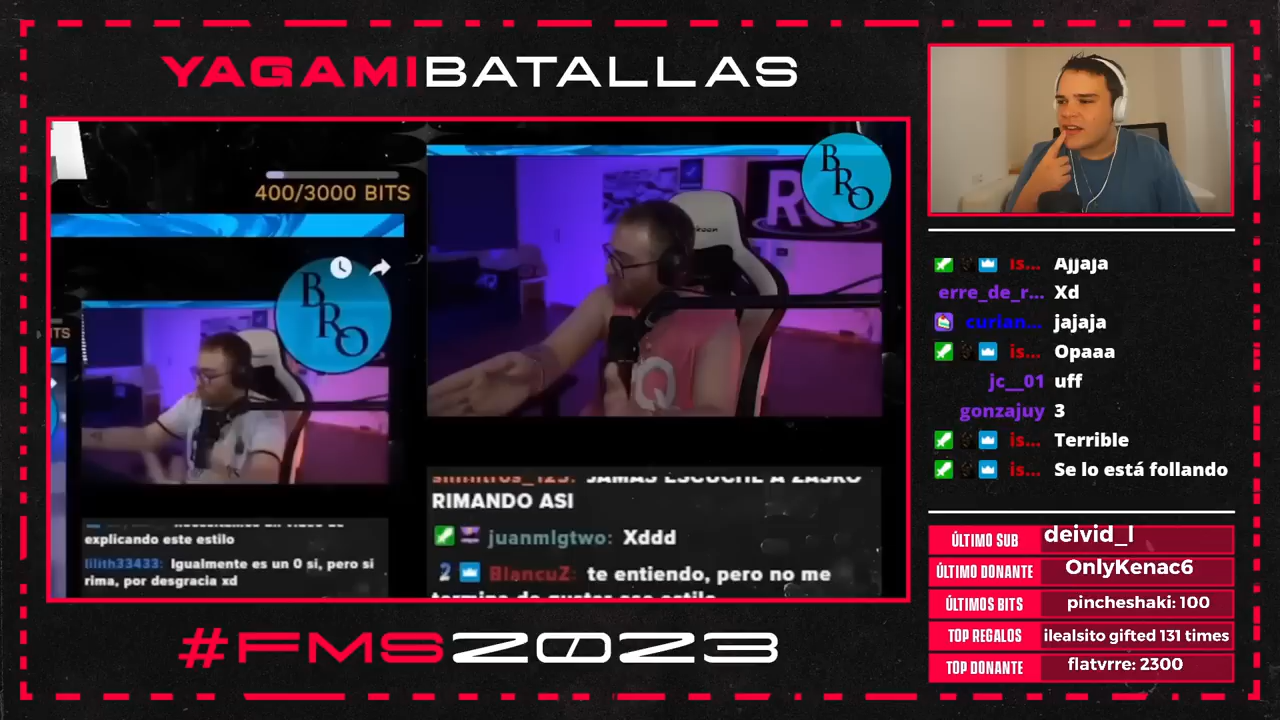 YAGAMIBATALLAS
400/3000 BITS
BRO
BRO
RIMANDO ASI
juanmlgtwo: Xddd
2 BlancuZ: te entiendo, pero no me
explicando este estilo
lilith33433: Igualmente es un 0 si, pero si
rima, por desgracia xd
#FMS2023
is... Ajjaja
erre_de_r... Xd
curian... jajaja
is... Opaaa
jc__01 uff
gonzajuy 3
is... Terrible
is... Se lo está follando
ÚLTIMO SUB deivid_l
ÚLTIMO DONANTE OnlyKenac6
ÚLTIMOS BITS pincheshaki: 100
TOP REGALOS ilealsito gifted 131 times
TOP DONANTE flatvrre: 2300